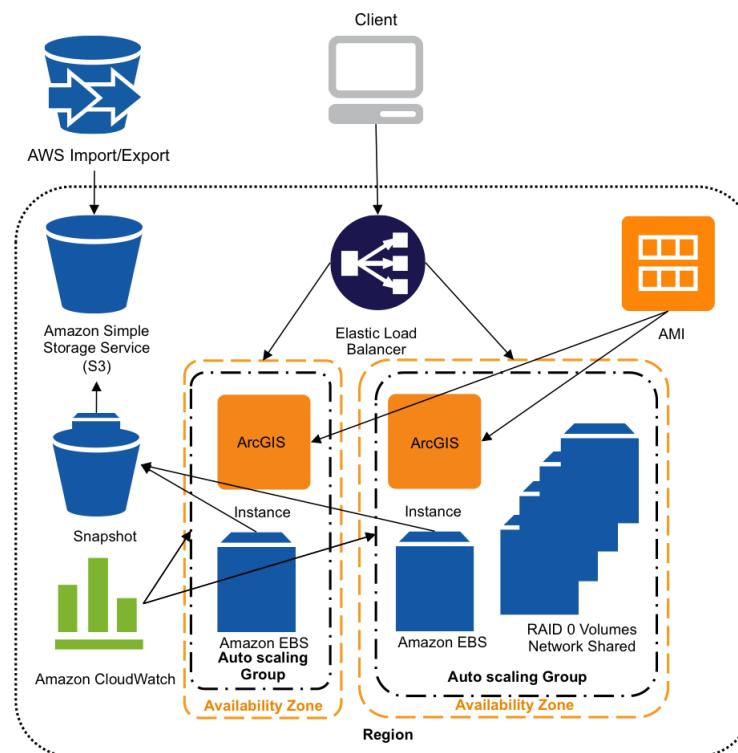 Client
AWS Import/Export
Amazon Simple
Storage Service
(S3)
Elastic Load
Balancer
AMI
ArcGIS
ArcGIS
Instance
Instance
Snapshot
Amazon EBS
Auto scaling
Group
Amazon EBS
RAID 0 Volumes
Network Shared
Amazon CloudWatch
Auto scaling Group
Availability Zone
Availability Zone
Region